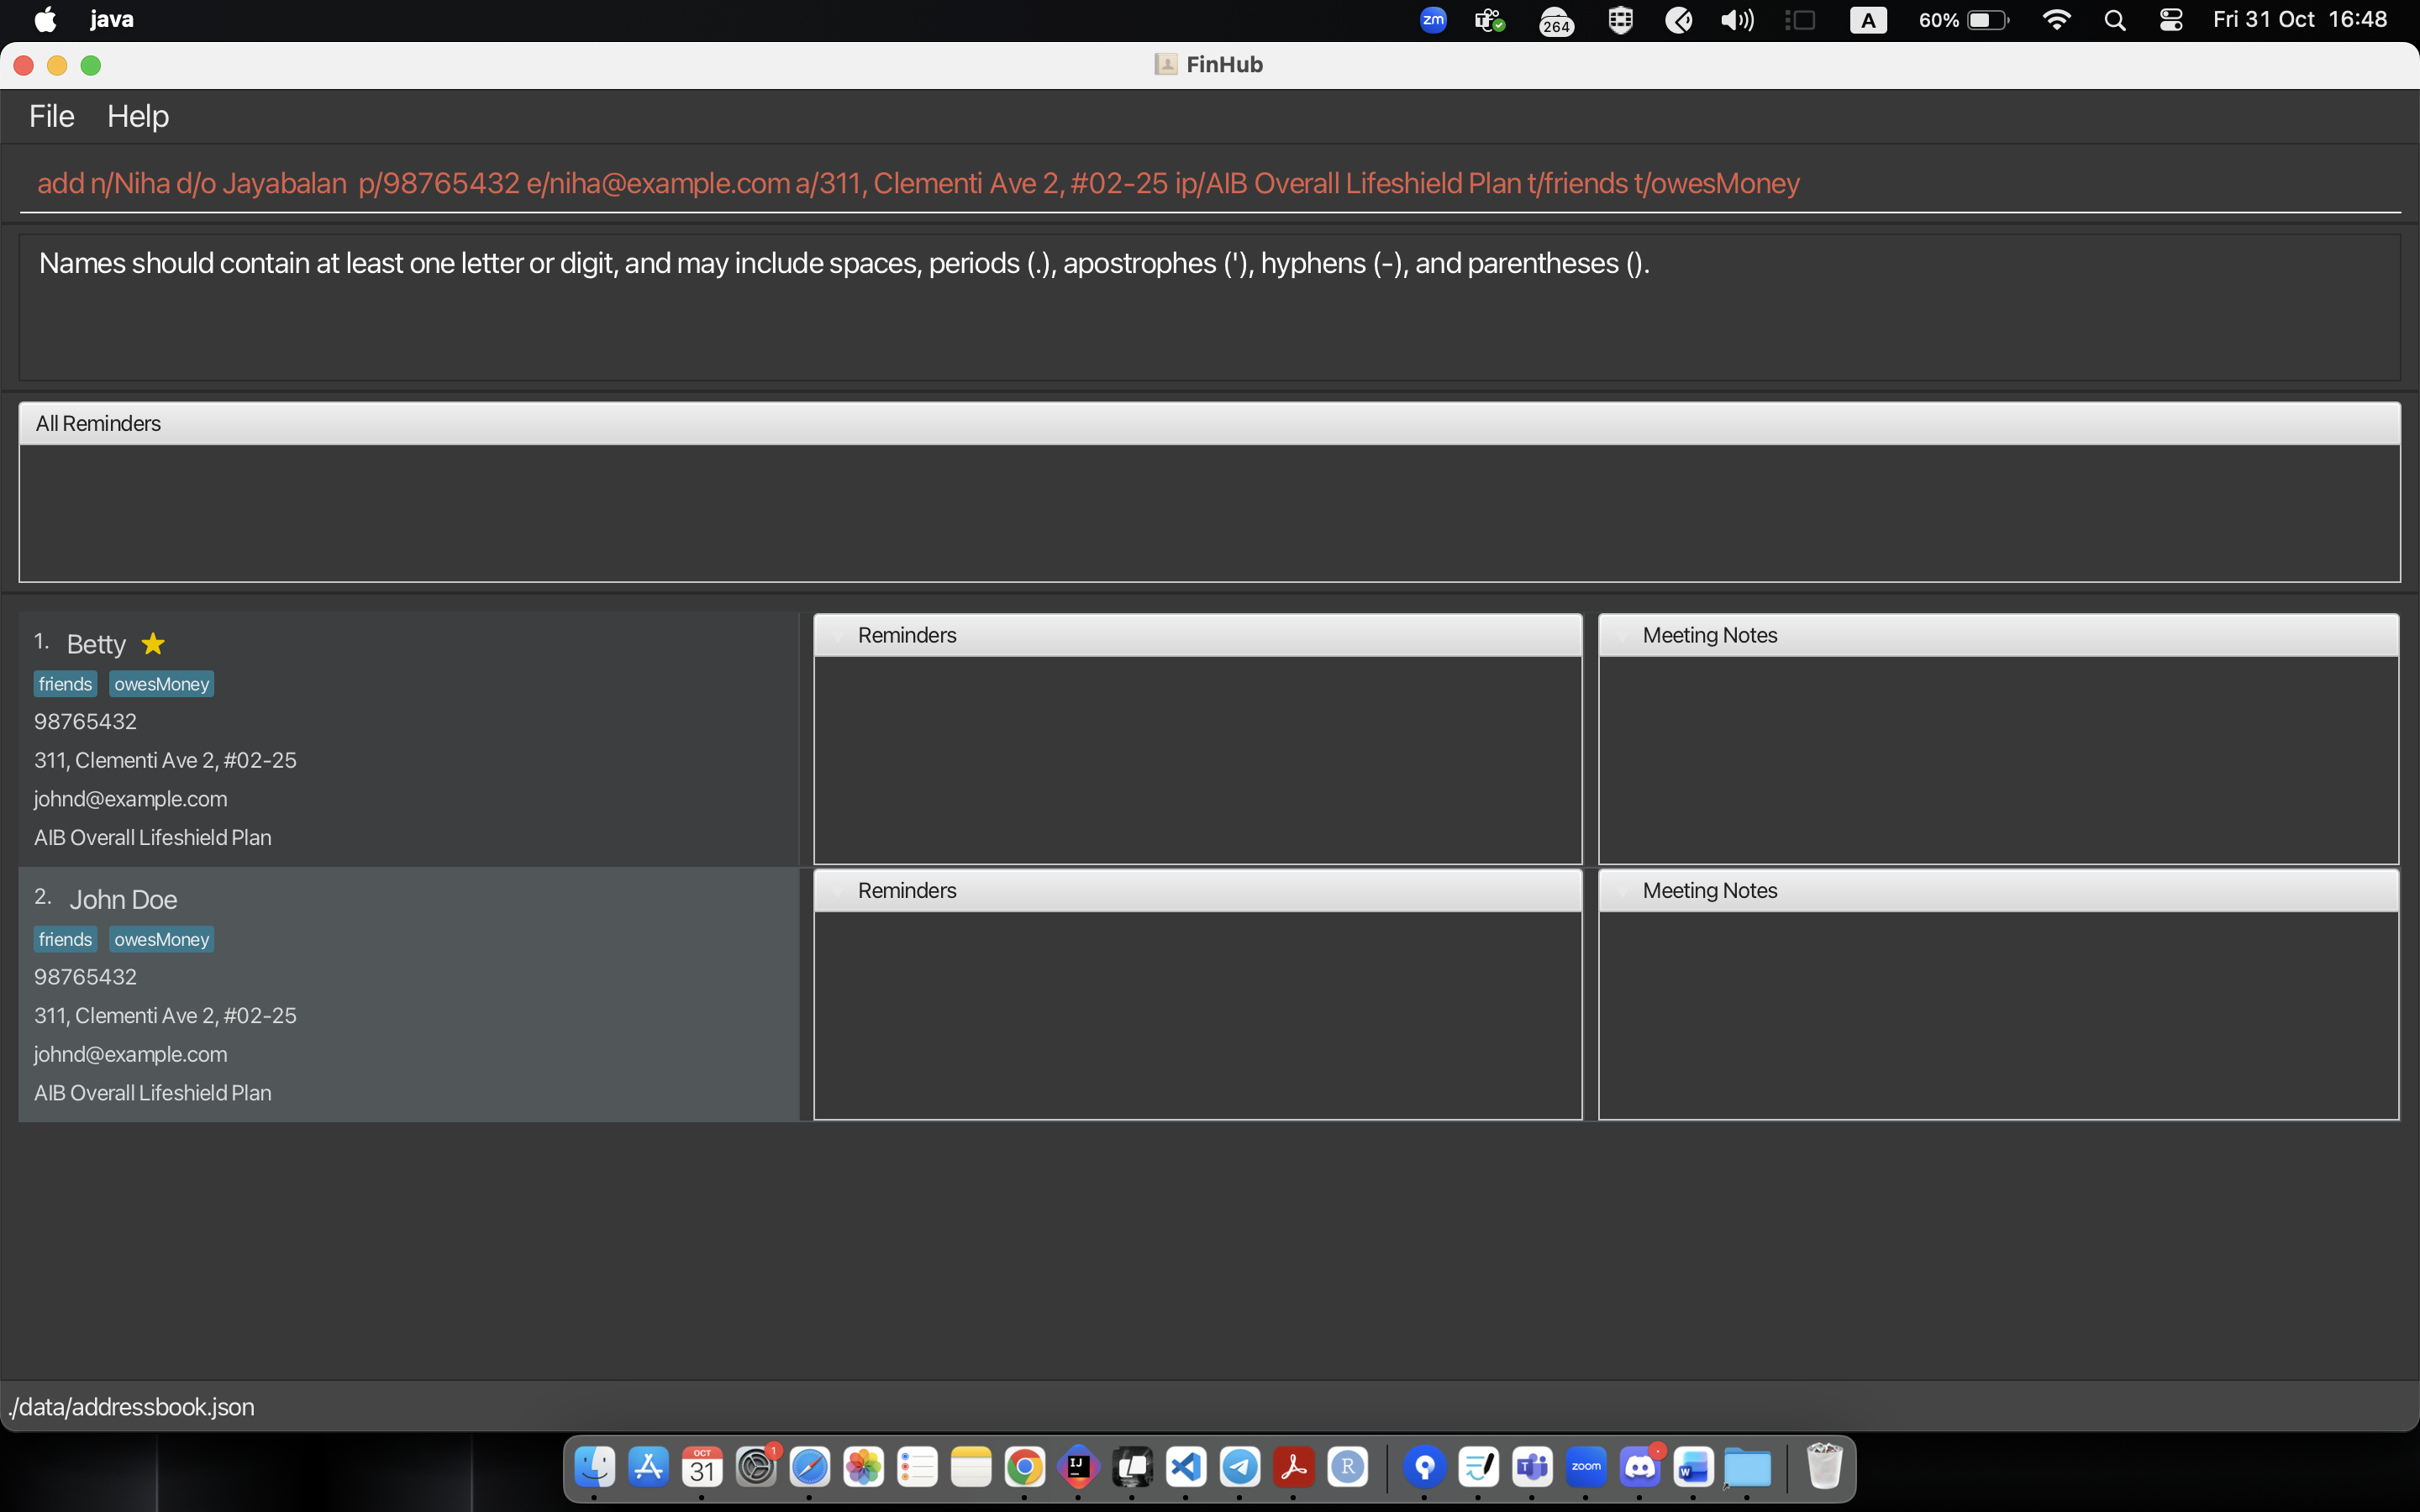 java
zm
264
A
60%
Fri 31 Oct 16:48
FinHub
File Help
add n/Niha d/o Jayabalan  p/98765432 e/niha@example.com a/311, Clementi Ave 2, #02-25 ip/AIB Overall Lifeshield Plan t/friends t/owesMoney
Names should contain at least one letter or digit, and may include spaces, periods (.), apostrophes ('), hyphens (-), and parentheses ().
All Reminders
1. Betty
friends owesMoney
98765432
311, Clementi Ave 2, #02-25
johnd@example.com
AIB Overall Lifeshield Plan
Reminders
Meeting Notes
2. John Doe
friends owesMoney
98765432
311, Clementi Ave 2, #02-25
johnd@example.com
AIB Overall Lifeshield Plan
Reminders
Meeting Notes
./data/addressbook.json
OCT
31
1
IJ
R
T
zoom
W